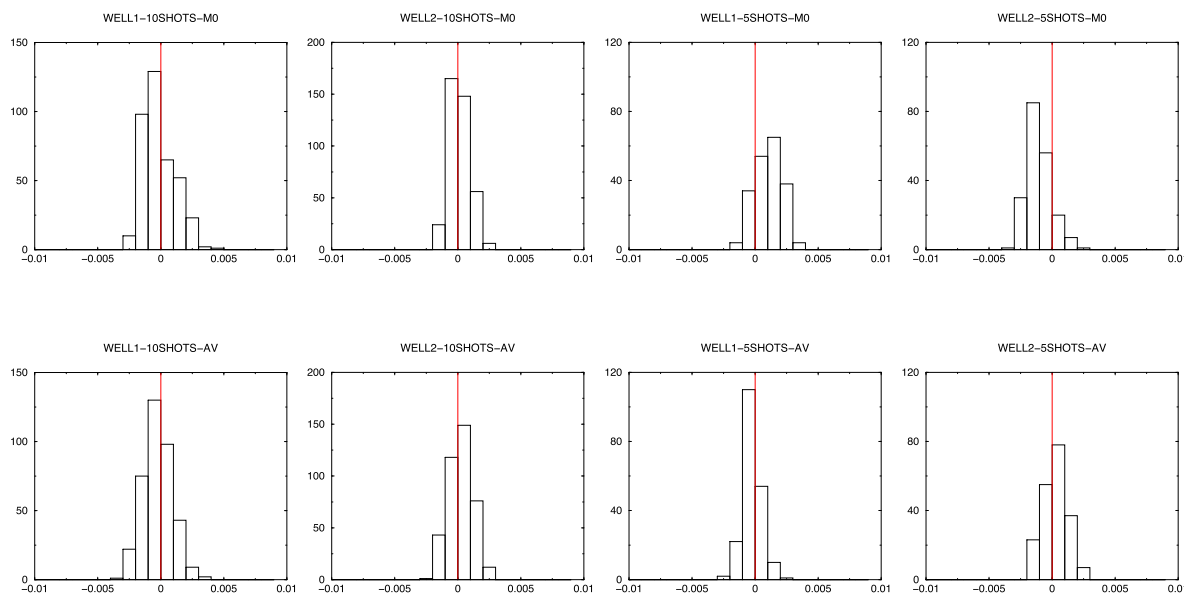 WELL1−10SHOTS−M0 WELL2−10SHOTS−M0 WELL1−5SHOTS−M0 WELL2−5SHOTS−M0
150 200 120 120
150
100 80 80
100
50 40 40
50
0 0 0 0
−0.01 −0.005 0 0.005 0.01 −0.01 −0.005 0 0.005 0.01 −0.01 −0.005 0 0.005 0.01 −0.01 −0.005 0 0.005 0.01
WELL1−10SHOTS−AV WELL2−10SHOTS−AV WELL1−5SHOTS−AV WELL2−5SHOTS−AV
150 200 120 120
150
100 80 80
100
50 40 40
50
0 0 0 0
−0.01 −0.005 0 0.005 0.01 −0.01 −0.005 0 0.005 0.01 −0.01 −0.005 0 0.005 0.01 −0.01 −0.005 0 0.005 0.01